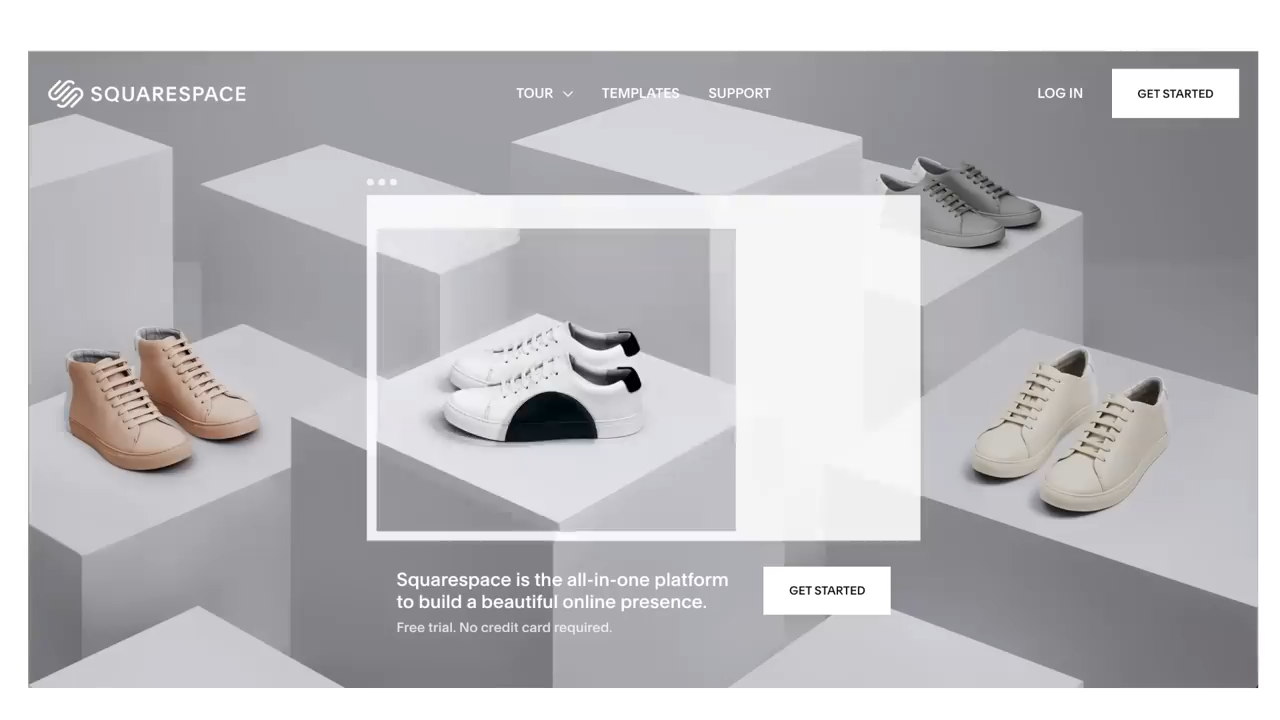 SQUARESPACE
TOUR
TEMPLATES
SUPPORT
LOG IN
GET STARTED
Squarespace is the all-in-one platform
to build a beautiful online presence.
Free trial. No credit card required.
GET STARTED